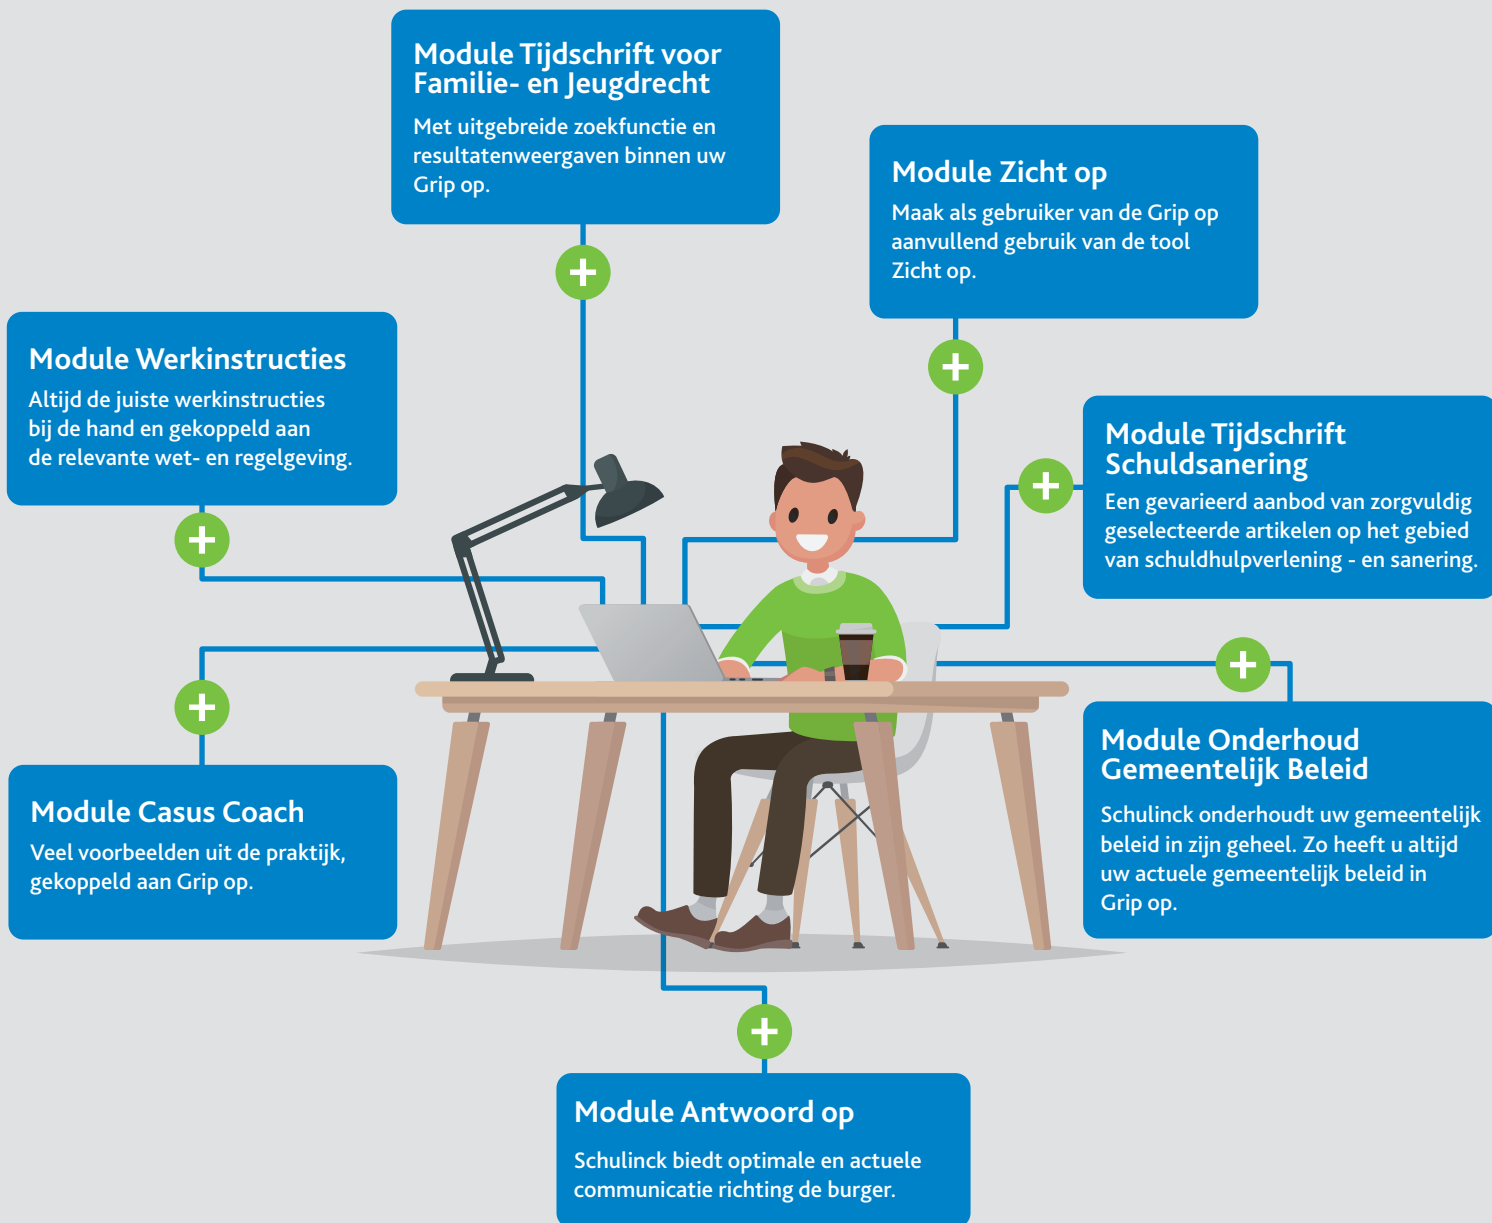 Module Tijdschrift voor
Familie- en Jeugdrecht
Met uitgebreide zoekfunctie en
resultatenweergaven binnen uw
Grip op.
Module Zicht op
Maak als gebruiker van de Grip op
aanvullend gebruik van de tool
Zicht op.
Module Werkinstructies
Altijd de juiste werkinstructies
bij de hand en gekoppeld aan
de relevante wet- en regelgeving.
Module Tijdschrift
Schuldsanering
Een gevarieerd aanbod van zorgvuldig
geselecteerde artikelen op het gebied
van schuldhulpverlening - en sanering.
Module Casus Coach
Veel voorbeelden uit de praktijk,
gekoppeld aan Grip op.
Module Onderhoud
Gemeentelijk Beleid
Schulinck onderhoudt uw gemeentelijk
beleid in zijn geheel. Zo heeft u altijd
uw actuele gemeentelijk beleid in
Grip op.
Module Antwoord op
Schulinck biedt optimale en actuele
communicatie richting de burger.